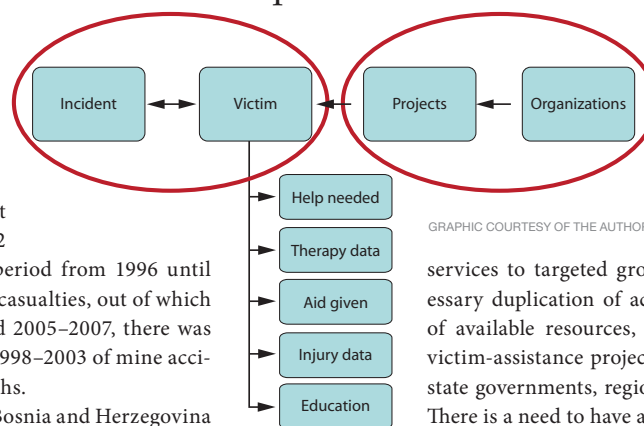 Incident
Victim
Projects
Organizations
Help needed
Therapy data
Aid given
Injury data
Education
GRAPHIC COURTESY OF THE AUTHOR
t
2
period from 1996 until
casualties, out of which
d 2005–2007, there was
1998–2003 of mine acci-
hs.
Bosnia and Herzegovina
services to targeted gro
essary duplication of ac
of available resources,
victim-assistance project
state governments, regio
There is a need to have a